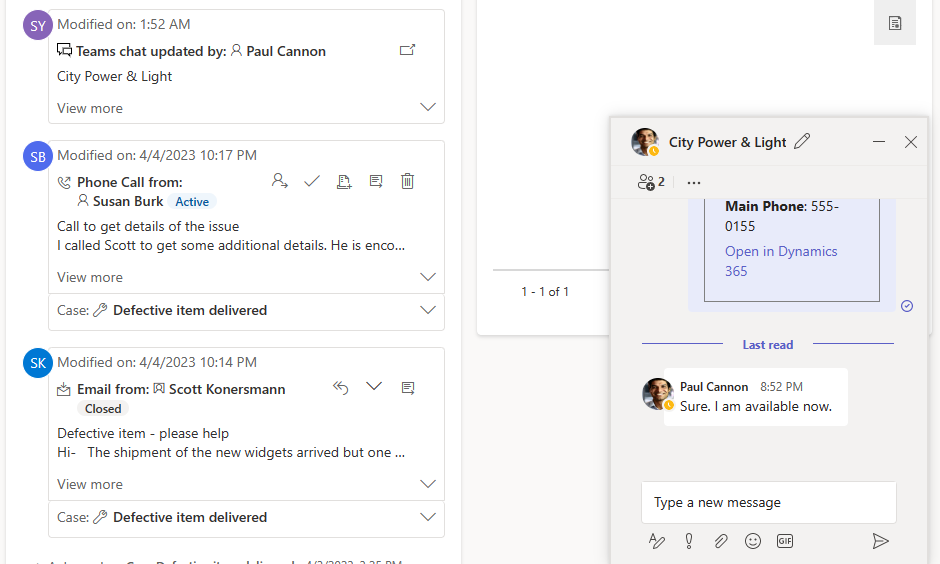 SY
Modified on: 1:52 AM
Teams chat updated by: Paul Cannon
City Power & Light
View more
SB
Modified on: 4/4/2023 10:17 PM
Phone Call from:
Susan Burk Active
Call to get details of the issue
I called Scott to get some additional details. He is enco...
View more
Case: Defective item delivered
SK
Modified on: 4/4/2023 10:14 PM
Email from: Scott Konersmann
Closed
Defective item - please help
Hi- The shipment of the new widgets arrived but one ...
View more
Case: Defective item delivered
1 - 1 of 1
City Power & Light
2
Main Phone: 555-
0155
Open in Dynamics
365
Last read
Paul Cannon 8:52 PM
Sure. I am available now.
Type a new message
GIF